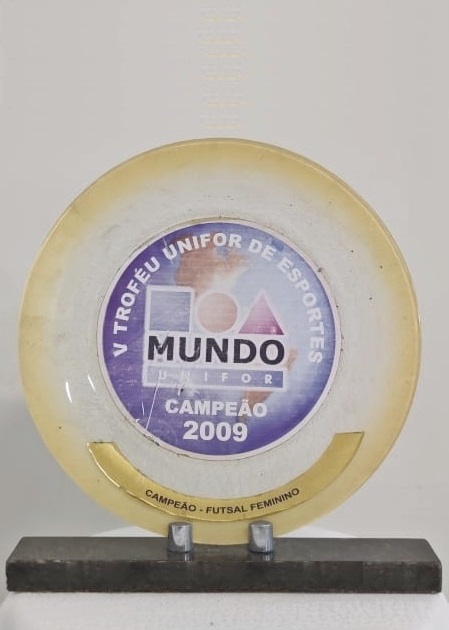 V TROFÉU UNIFOR DE ESPORTES
MUNDO
UNIFOR
CAMPEÃO
2009
CAMPEÃO - FUTSAL FEMININO